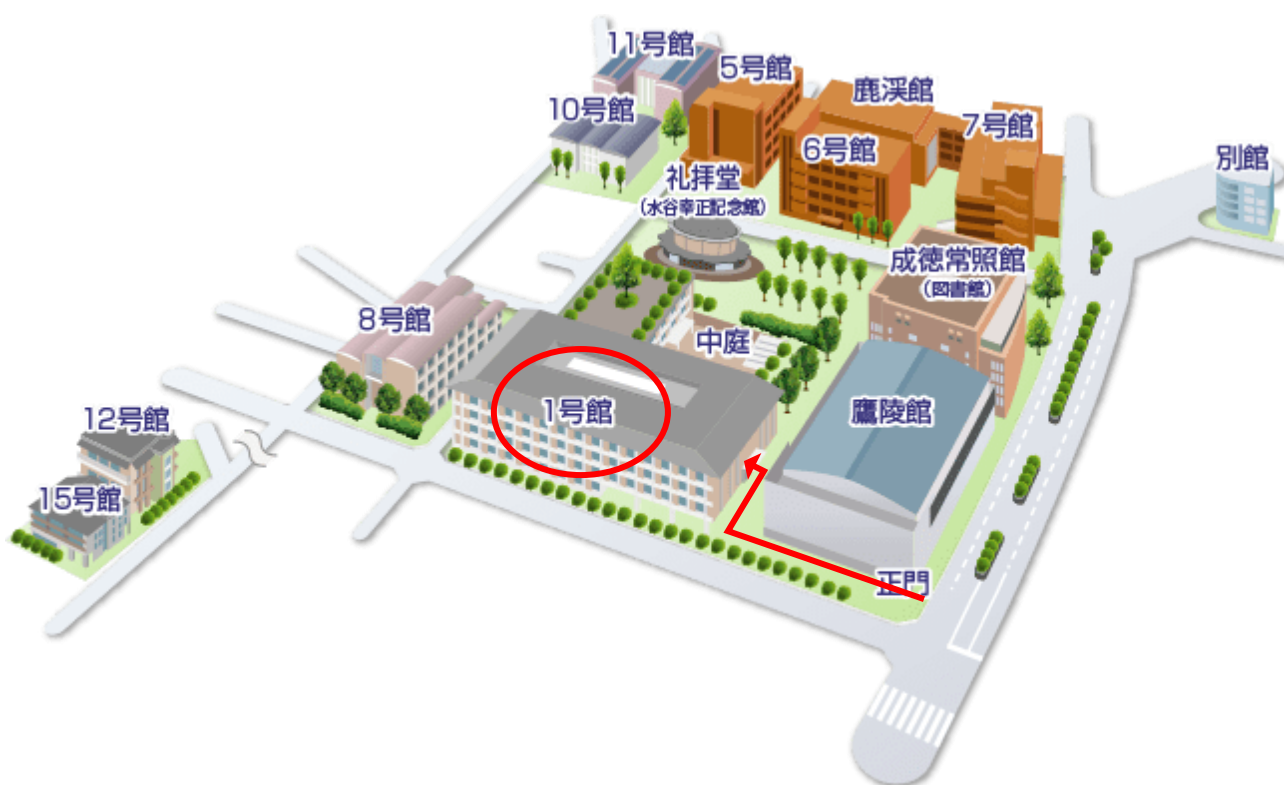 11号館
5号館
鹿渓館
10号館
7号館
6号館
別館
礼拝堂
(水谷幸正記念館)
成徳常照館
(図書館)
8号館
中庭
1号館
鷹陵館
12号館
15号館
正門